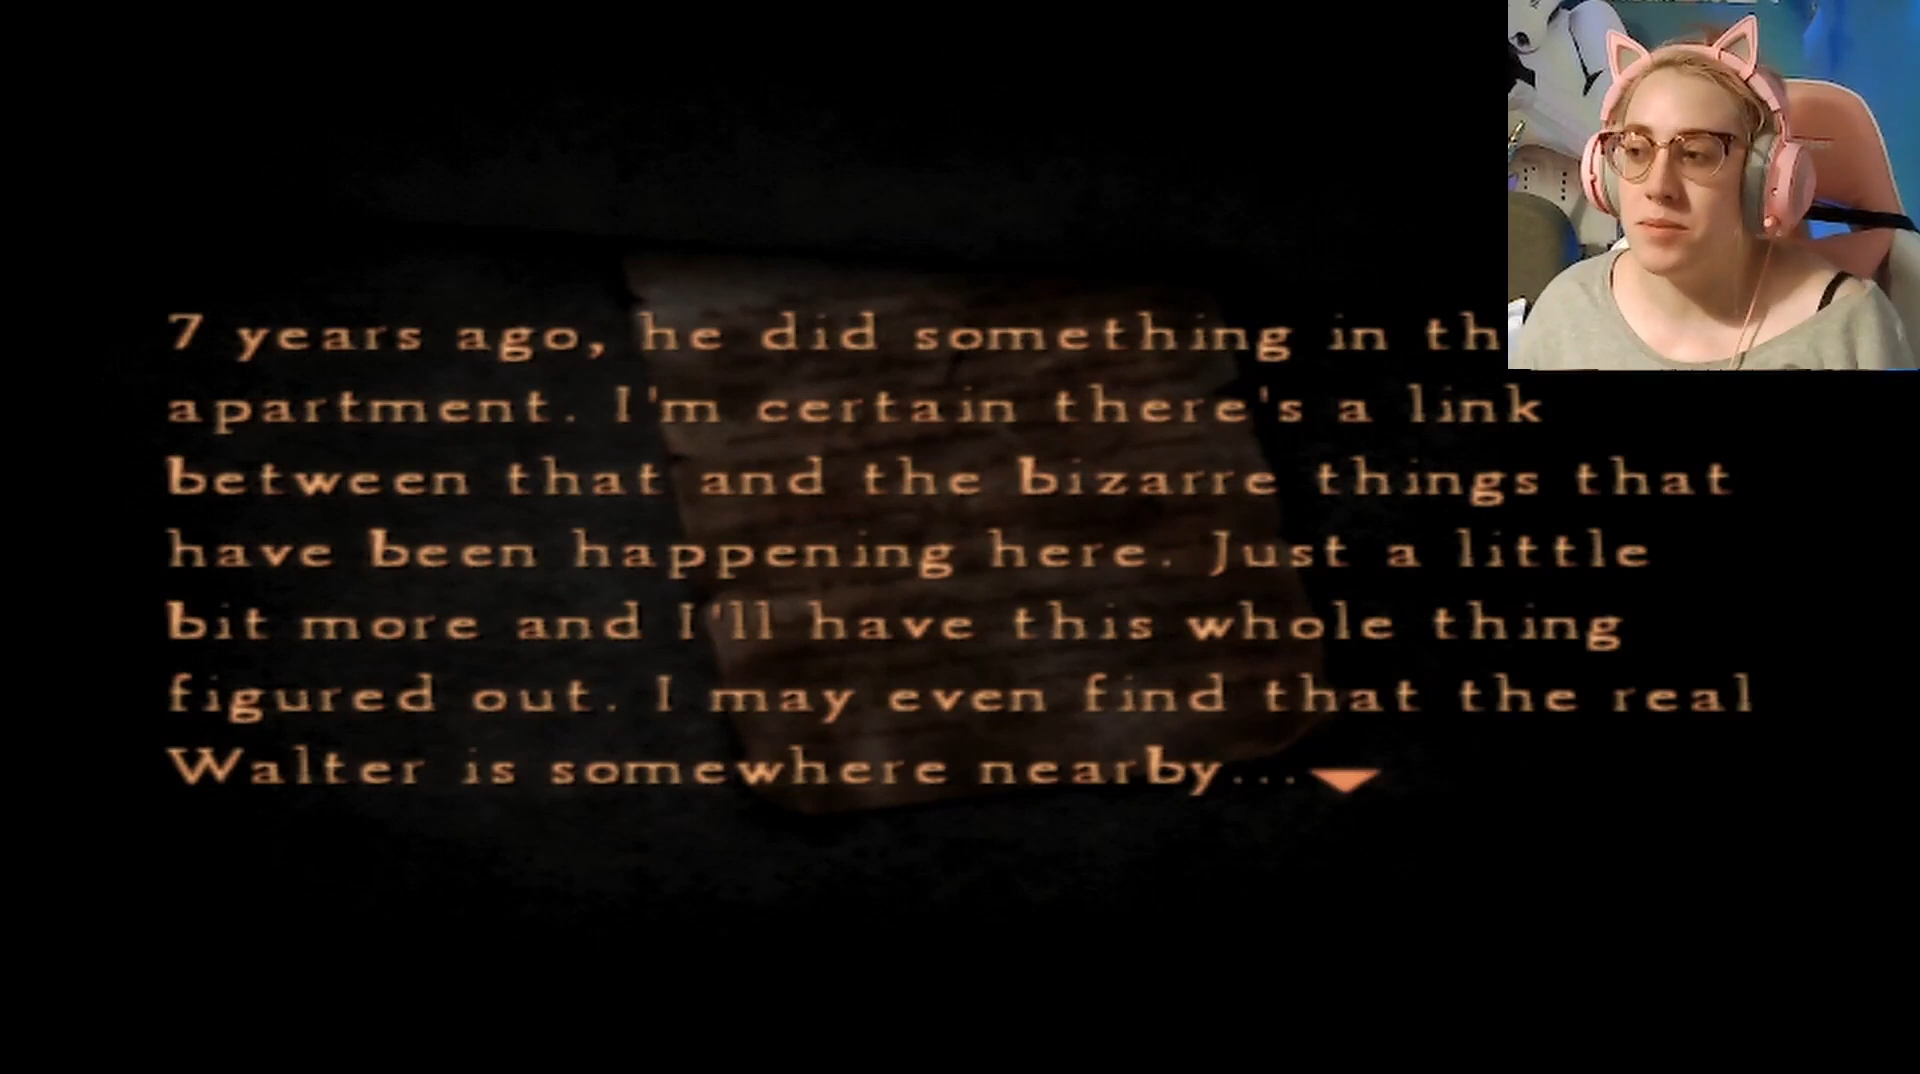 7 years ago, he did something in th
apartment. I'm certain there's a link
between that and the bizarre things that
have been happening here. Just a little
bit more and I'll have this whole thing
figured out. I may even find that the real
Walter is somewhere nearby...